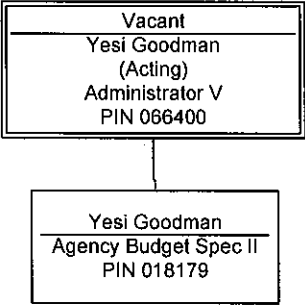 Vacant
Yesi Goodman
(Acting)
Administrator V
PIN 066400
Yesi Goodman
Agency Budget Spec II
PIN 018179